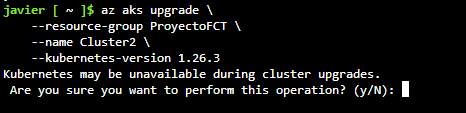 javier [ ~ ]$ az aks upgrade \
--resource-group ProyectoFCT \
--name Cluster2 \
--kubernetes-version 1.26.3
Kubernetes may be unavailable during cluster upgrades.
Are you sure you want to perform this operation? (y/N):